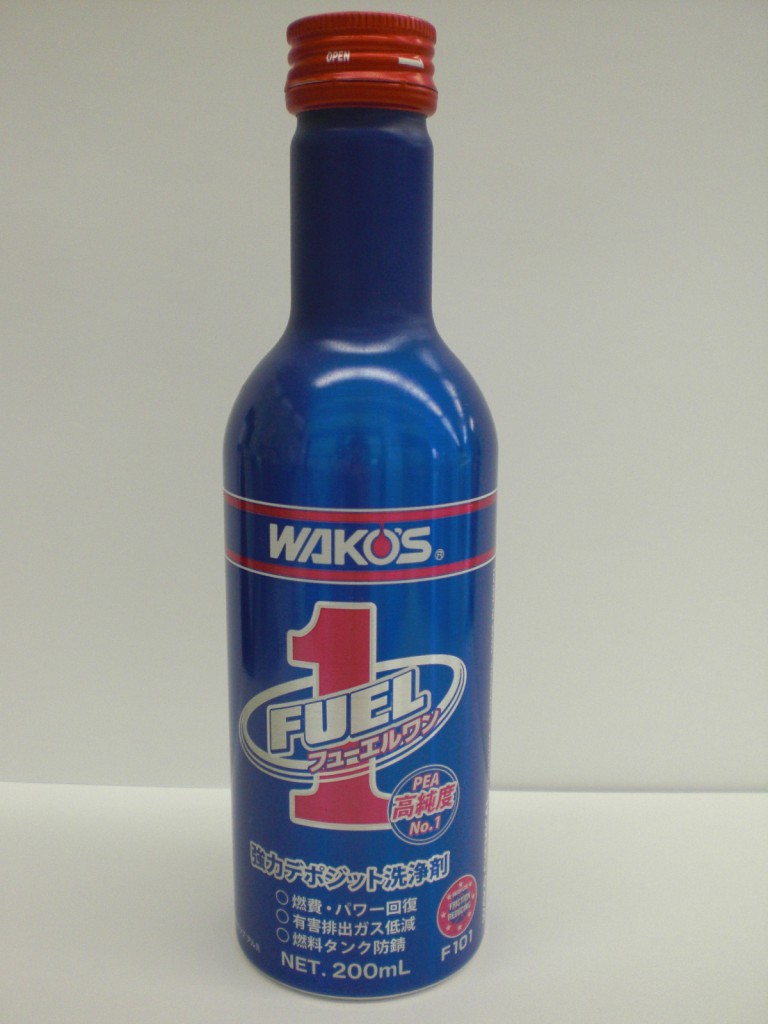 OPEN
WAKO'S ®
1
FUEL
フューエルワン
PEA
高純度
No.1
強力デポジット洗浄剤
○燃費・パワー回復
○有害排出ガス低減
○燃料タンク防錆
F101
NET. 200mL